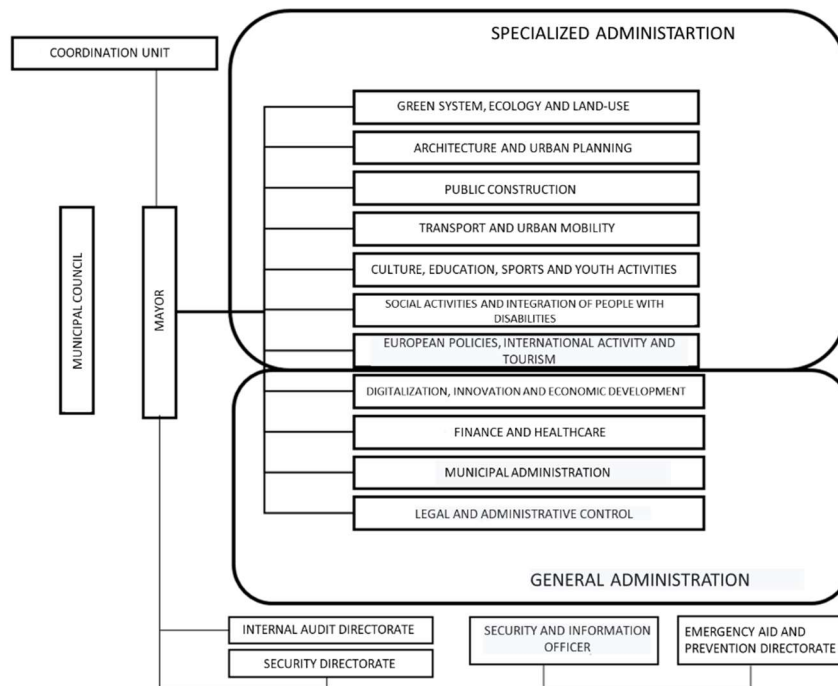 SPECIALIZED ADMINISTARTION
COORDINATION UNIT
GREEN SYSTEM, ECOLOGY AND LAND-USE
ARCHITECTURE AND URBAN PLANNING
PUBLIC CONSTRUCTION
TRANSPORT AND URBAN MOBILITY
CULTURE, EDUCATION, SPORTS AND YOUTH ACTIVITIES
SOCIAL ACTIVITIES AND INTEGRATION OF PEOPLE WITH
DISABILITIES
EUROPEAN POLICIES, INTERNATIONAL ACTIVITY AND
TOURISM
MUNICIPAL COUNCIL
MAYOR
DIGITALIZATION, INNOVATION AND ECONOMIC DEVELOPMENT
FINANCE AND HEALTHCARE
MUNICIPAL ADMINISTRATION
LEGAL AND ADMINISTRATIVE CONTROL
GENERAL ADMINISTRATION
INTERNAL AUDIT DIRECTORATE
SECURITY DIRECTORATE
SECURITY AND INFORMATION
OFFICER
EMERGENCY AID AND
PREVENTION DIRECTORATE